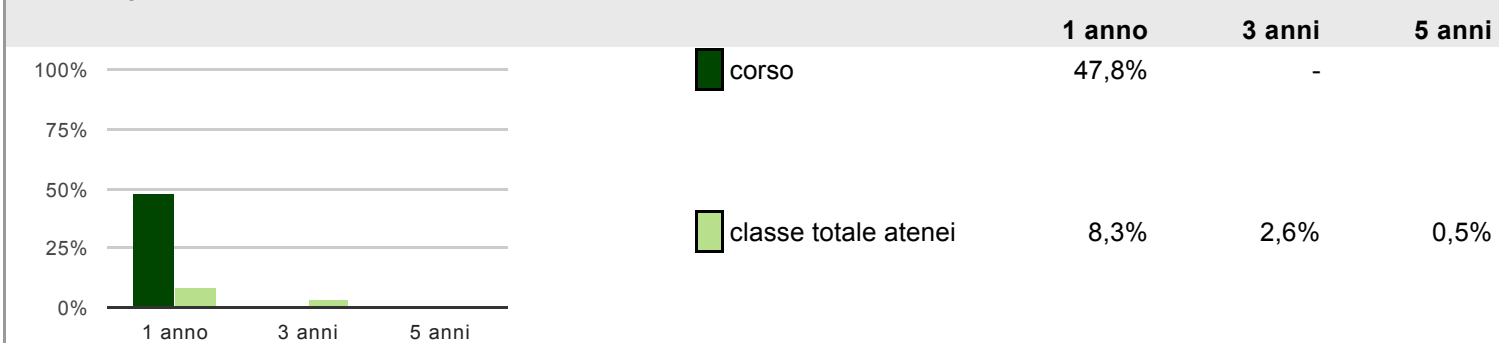 1 anno 3 anni 5 anni
100%
75%
50%
25%
0%
1 anno 3 anni 5 anni
corso 47,8% -
classe totale atenei 8,3% 2,6% 0,5%